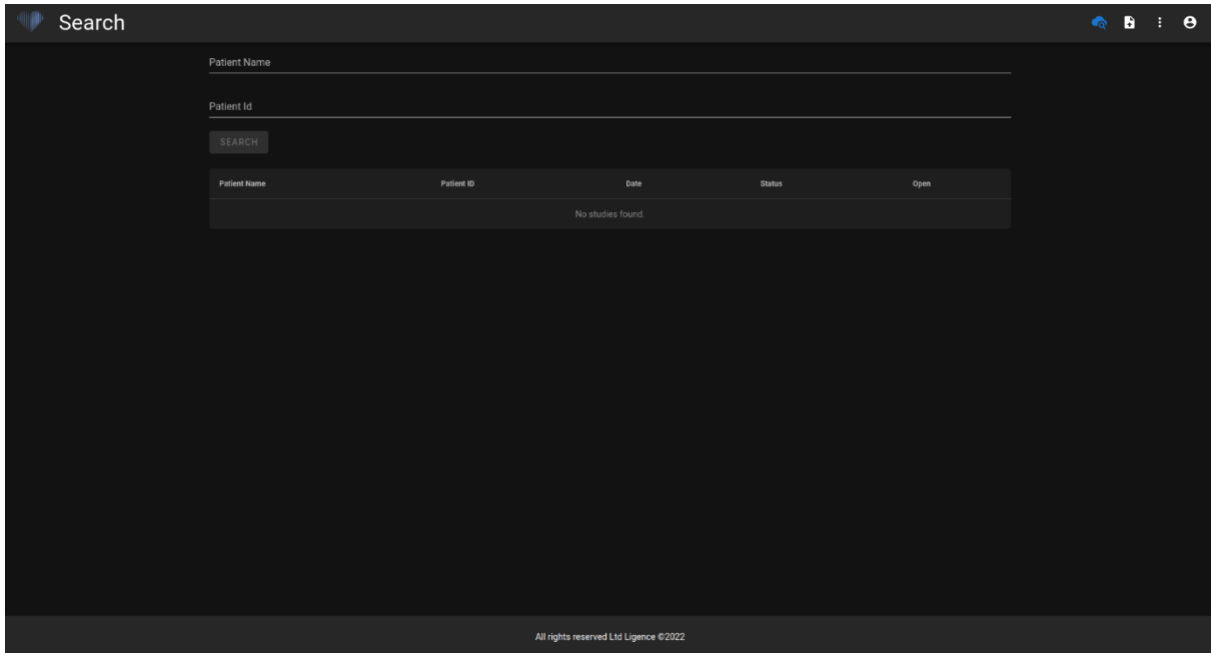 Search
Patient Name
Patient Id
SEARCH
Patient Name Patient ID Date Status Open
No studies found.
All rights reserved Ltd Ligence ©2022